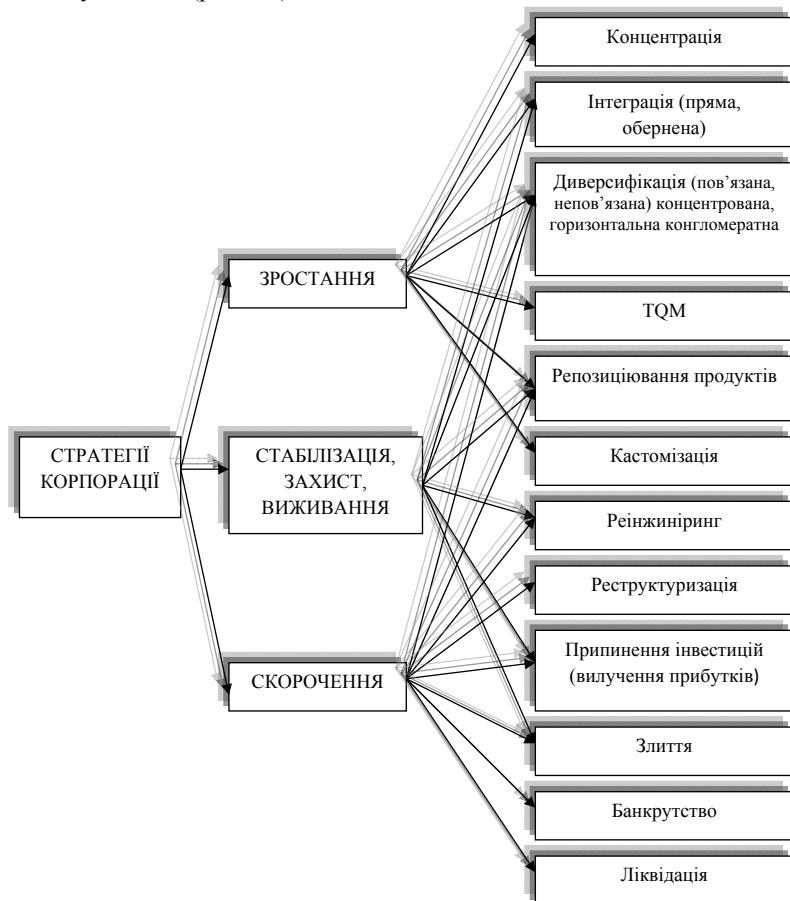 Концентрація
Інтеграція (пряма,
обернена)
Диверсифікація (пов’язана,
непов’язана) концентрована,
горизонтальна конгломератна
ЗРОСТАННЯ
TQM
Репозиціювання продуктів
СТРАТЕГІЇ
КОРПОРАЦІЇ
СТАБІЛІЗАЦІЯ,
ЗАХИСТ,
ВИЖИВАННЯ
Кастомізація
Реінжиніринг
Реструктуризація
Припинення інвестицій
(вилучення прибутків)
СКОРОЧЕННЯ
Злиття
Банкрутство
Ліквідація